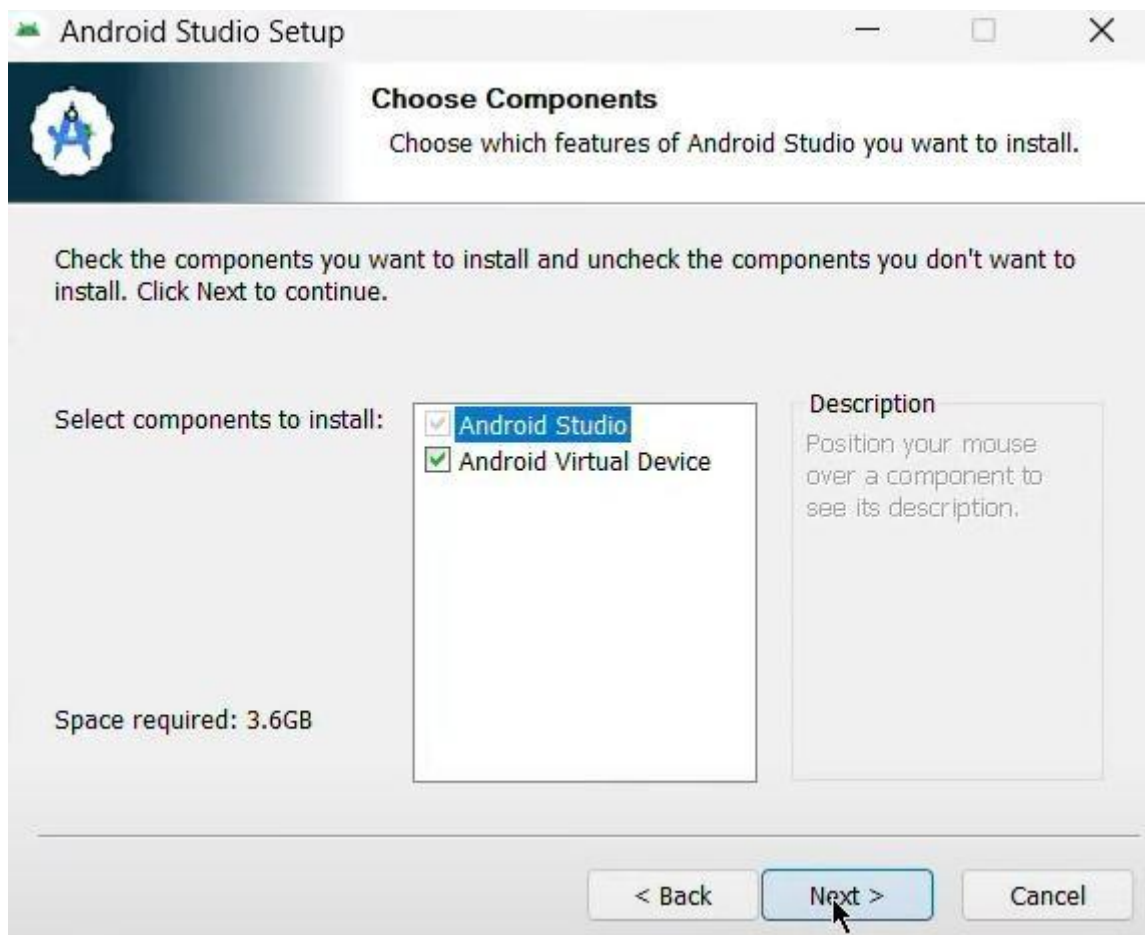 Android Studio Setup
Choose Components
Choose which features of Android Studio you want to install.
Check the components you want to install and uncheck the components you don't want to
install. Click Next to continue.
Select components to install:
Android Studio
Android Virtual Device
Description
Position your mouse
over a component to
see its description.
Space required: 3.6GB
< Back
Next >
Cancel